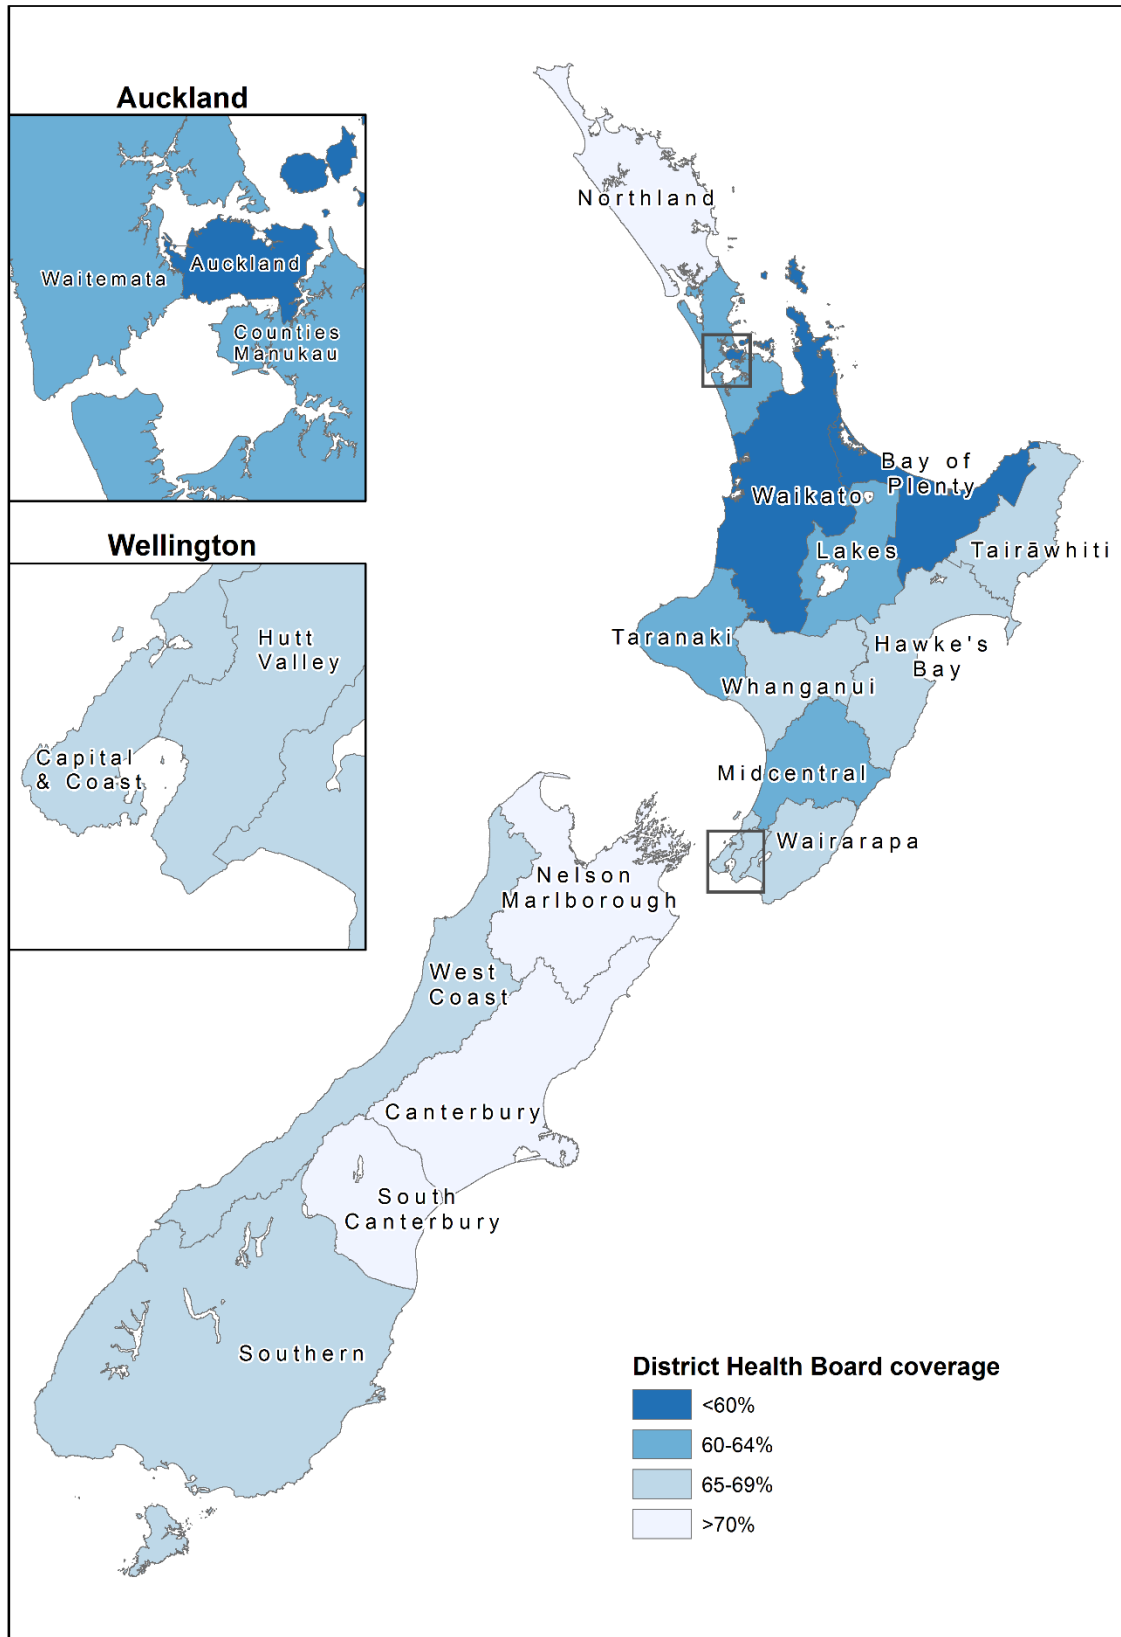 Auckland
Waitemata
Auckland
Counties
Manukau
Wellington
Hutt
Valley
Capital
& Coast
Northland
Bay of
Plenty
Waikato
Lakes
Tairāwhiti
Taranaki
Hawke's
Bay
Whanganui
Midcentral
Wairarapa
Nelson
Marlborough
West
Coast
Canterbury
South
Canterbury
Southern
District Health Board coverage
<60%
60-64%
65-69%
>70%